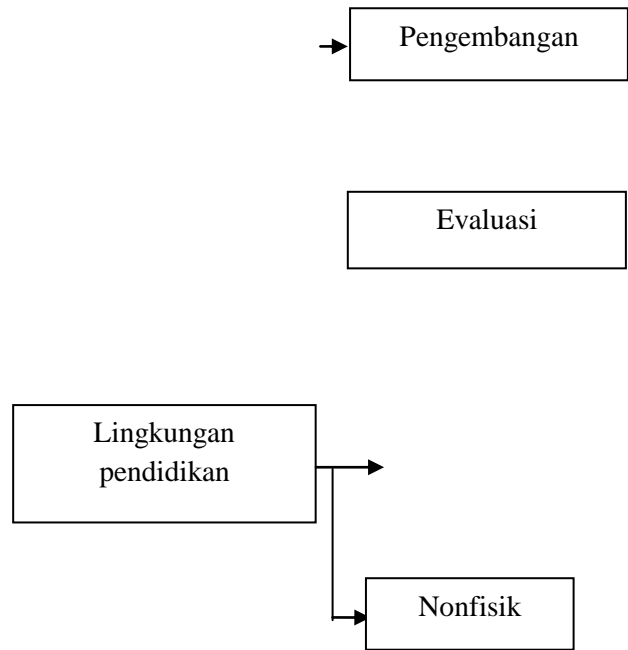 Pengembangan
Evaluasi
Lingkungan
pendidikan
Nonfisik